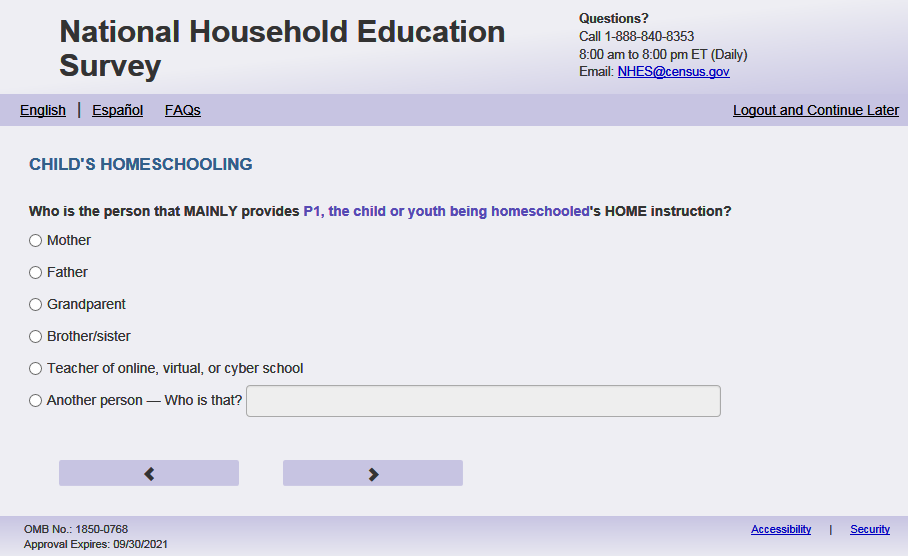 National Household Education
Survey
Questions?
Call 1-888-840-8353
8:00 am to 8:00 pm ET (Daily)
Email: NHES@census.gov
English | Español FAQs
Logout and Continue Later
CHILD'S HOMESCHOOLING
Who is the person that MAINLY provides P1, the child or youth being homeschooled's HOME instruction?
Mother
Father
Grandparent
Brother/sister
Teacher of online, virtual, or cyber school
Another person — Who is that?
OMB No.: 1850-0768
Approval Expires: 09/30/2021
Accessibility | Security